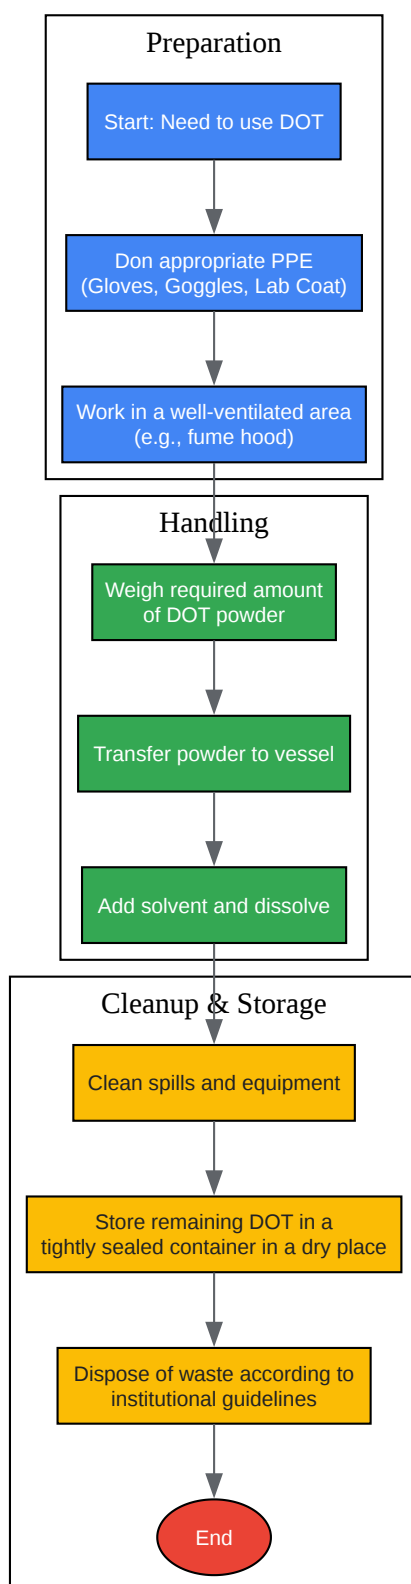 Preparation
Start: Need to use DOT
Don appropriate PPE
(Gloves, Goggles, Lab Coat)
Work in a well-ventilated area
(e.g., fume hood)
Handling
Weigh required amount
of DOT powder
Transfer powder to vessel
Add solvent and dissolve
Cleanup & Storage
Clean spills and equipment
Store remaining DOT in a
tightly sealed container in a dry place
Dispose of waste according to
institutional guidelines
End